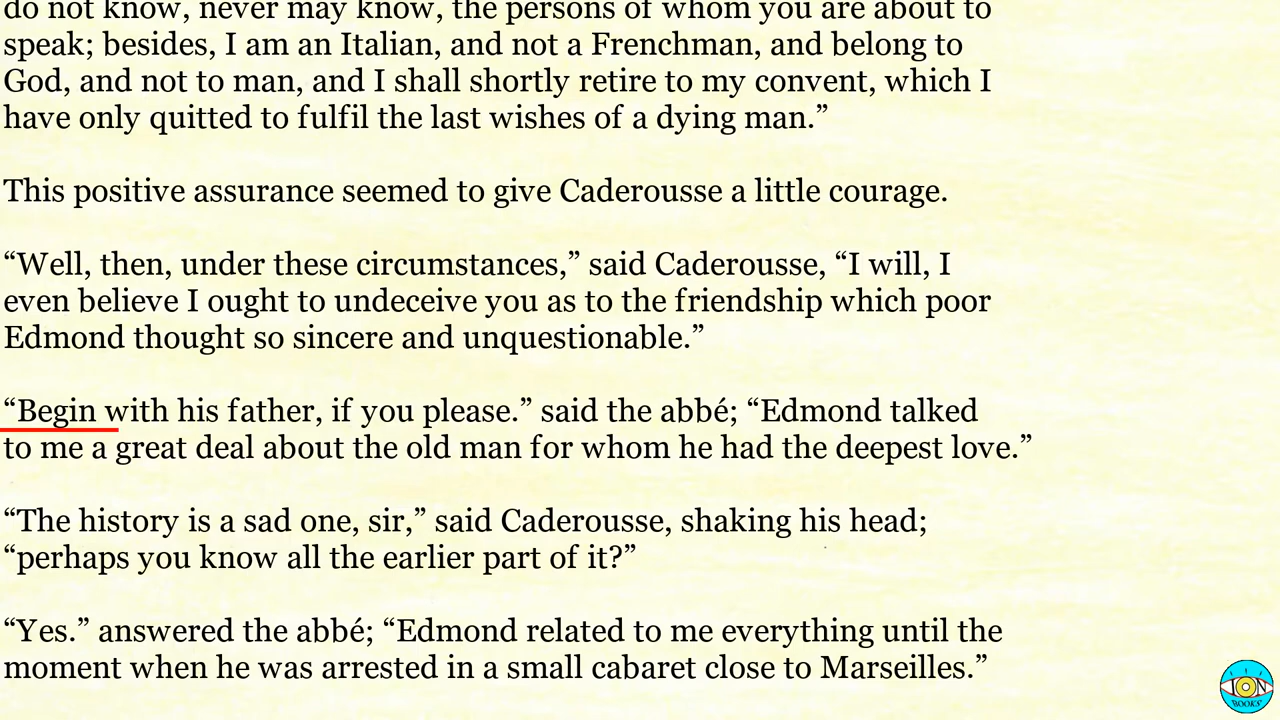 do not know, never may know, the persons of whom you are about to
speak; besides, I am an Italian, and not a Frenchman, and belong to
God, and not to man, and I shall shortly retire to my convent, which I
have only quitted to fulfil the last wishes of a dying man.”
This positive assurance seemed to give Caderousse a little courage.
“Well, then, under these circumstances,” said Caderousse, “I will, I
even believe I ought to undeceive you as to the friendship which poor
Edmond thought so sincere and unquestionable.”
“Begin with his father, if you please.” said the abbé; “Edmond talked
to me a great deal about the old man for whom he had the deepest love.”
“The history is a sad one, sir,” said Caderousse, shaking his head;
“perhaps you know all the earlier part of it?”
“Yes.” answered the abbé; “Edmond related to me everything until the
moment when he was arrested in a small cabaret close to Marseilles.”
ION
BOOKS